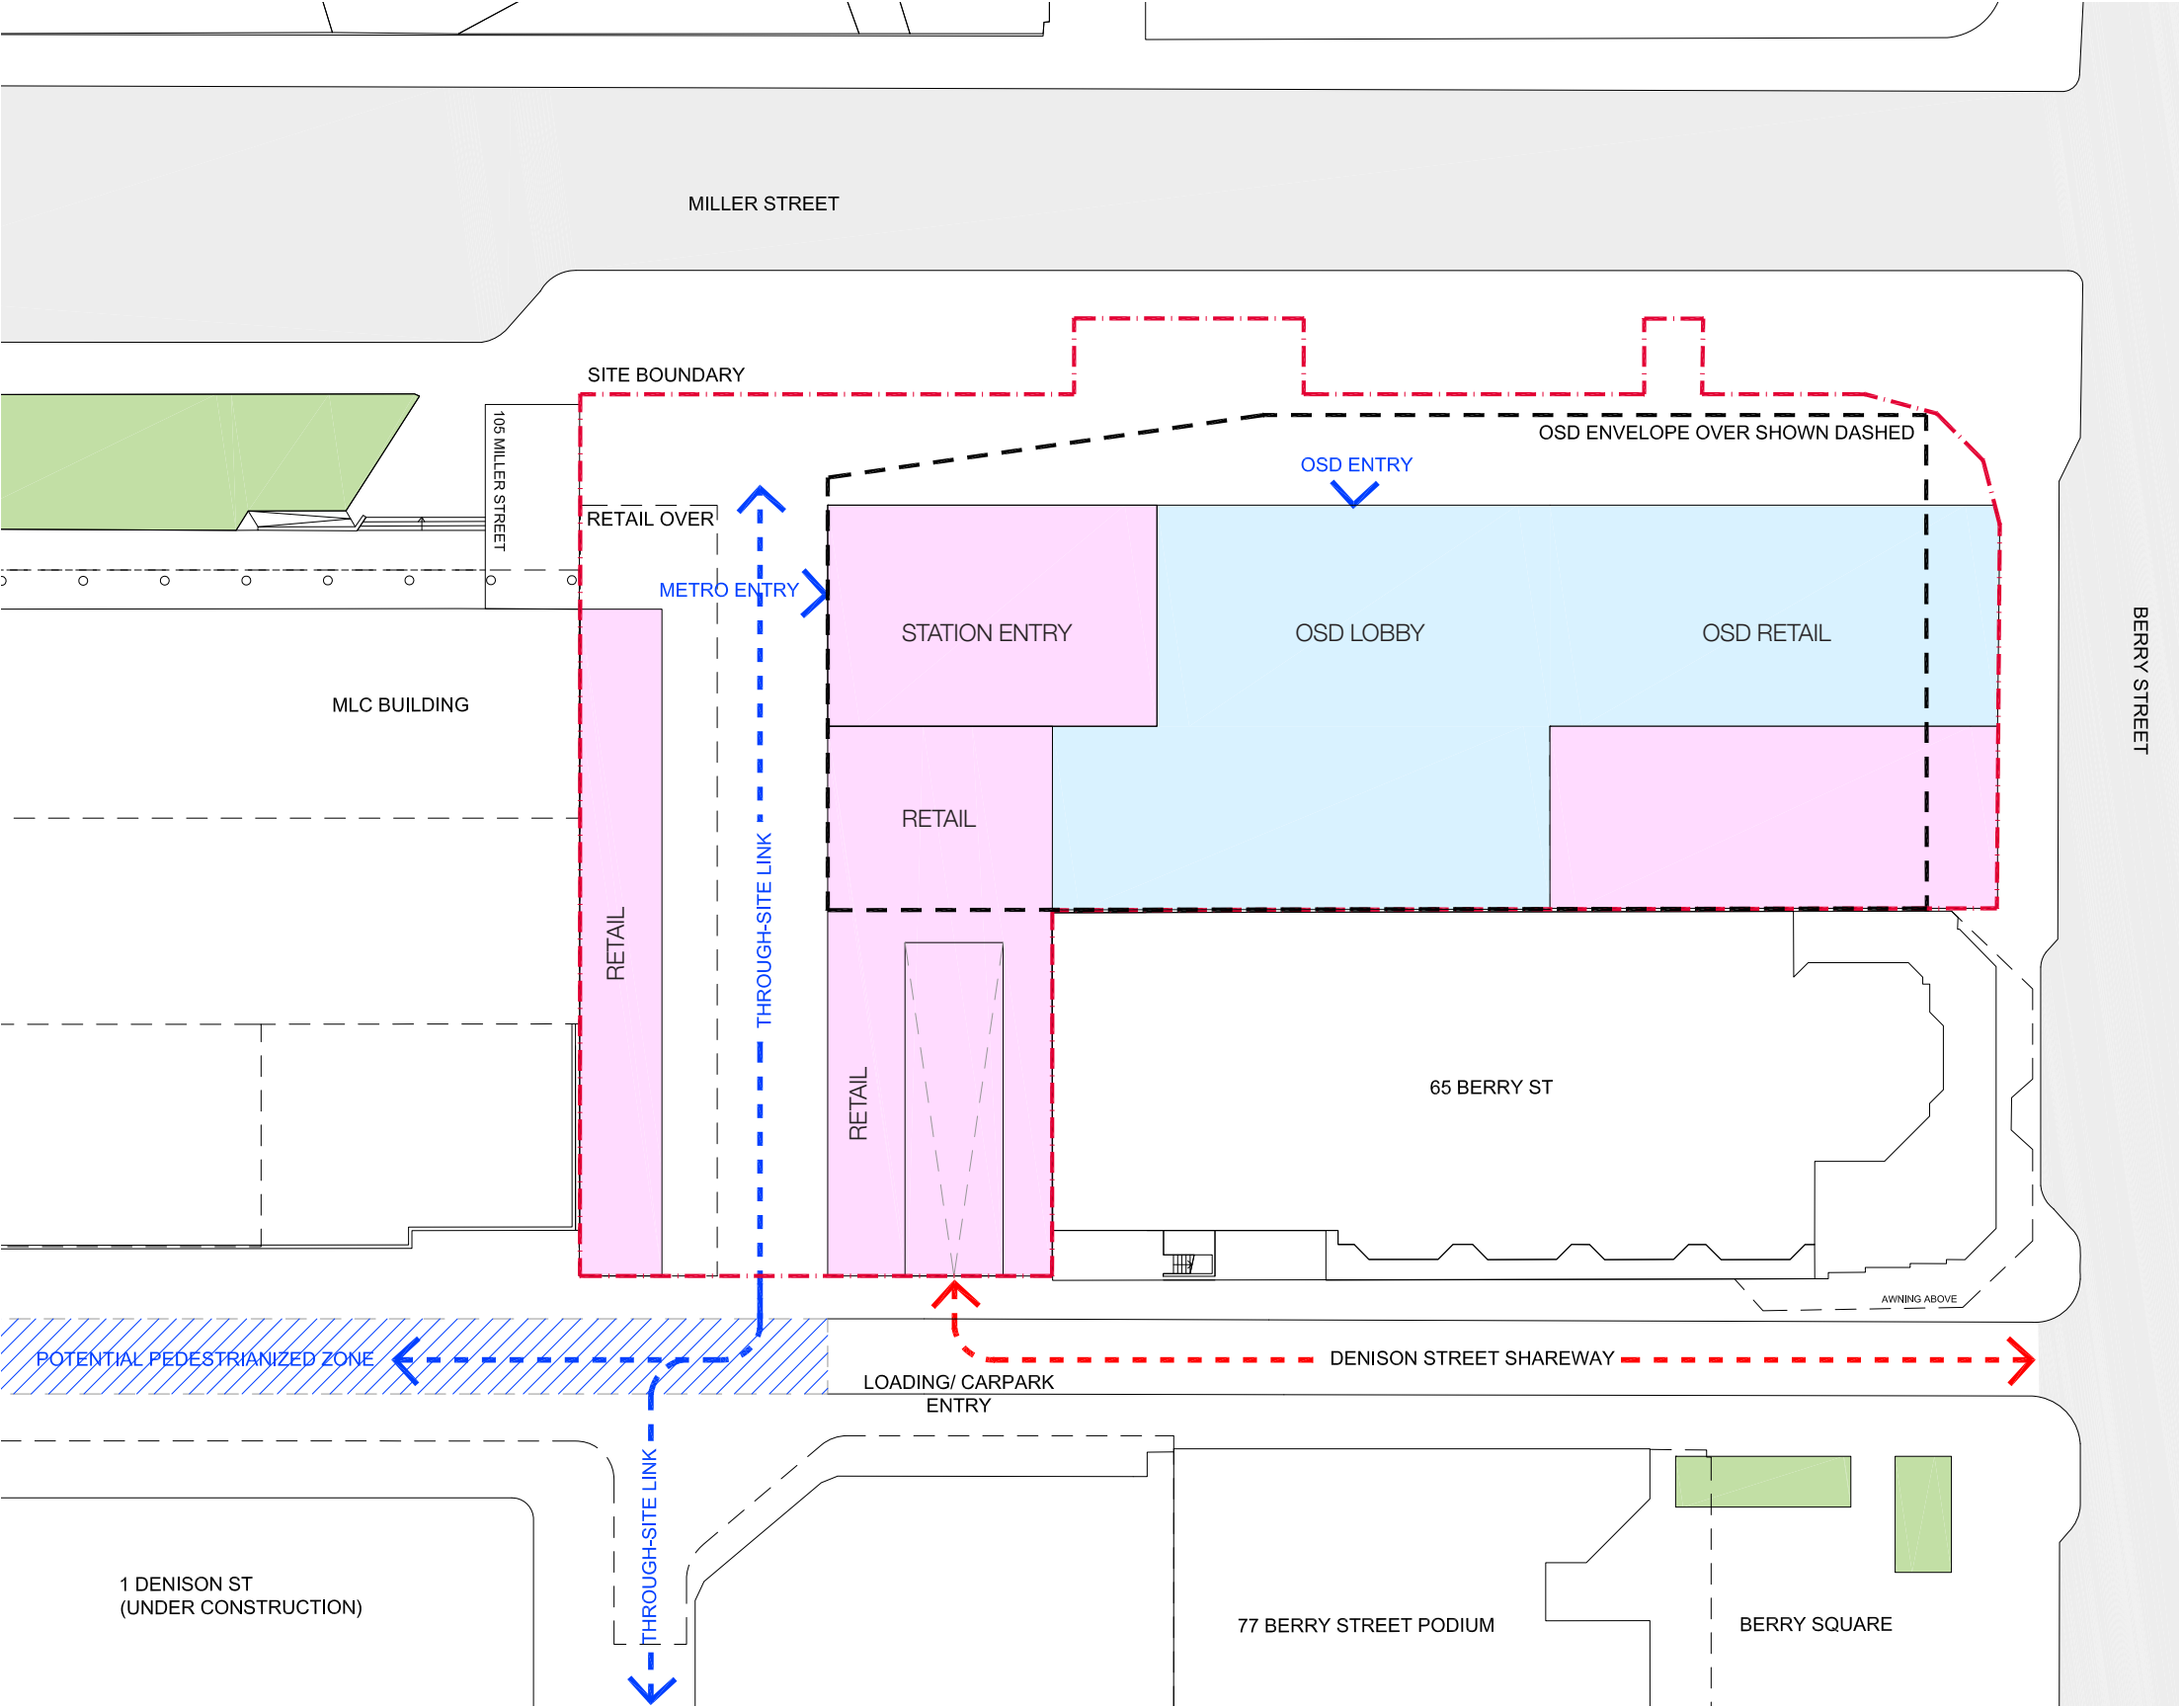 MILLER STREET
SITE BOUNDARY
OSD ENVELOPE OVER SHOWN DASHED
105 MILLER STREET
OSD ENTRY
RETAIL OVER
METRO ENTRY
STATION ENTRY
OSD LOBBY
OSD RETAIL
BERRY STREET
MLC BUILDING
RETAIL
THROUGH-SITE LINK
RETAIL
RETAIL
65 BERRY ST
AWNING ABOVE
POTENTIAL PEDESTRIANIZED ZONE
DENISON STREET SHAREWAY
LOADING/ CARPARK
ENTRY
THROUGH-SITE LINK
1 DENISON ST
(UNDER CONSTRUCTION)
77 BERRY STREET PODIUM
BERRY SQUARE